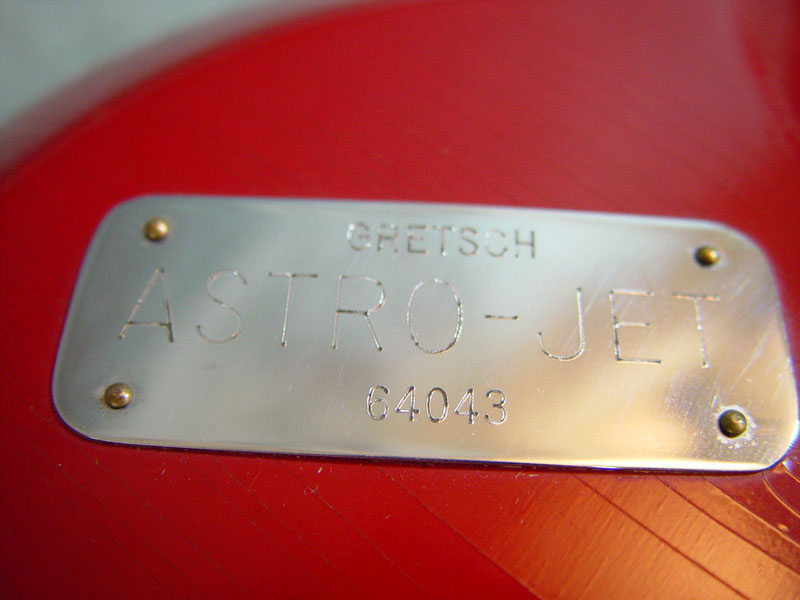 GRETSCH
ASTRO-JET
64043